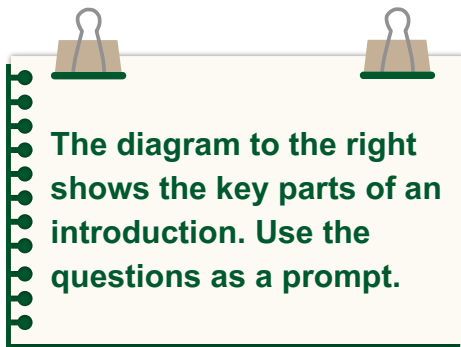 The diagram to the right
shows the key parts of an
introduction. Use the
questions as a prompt.